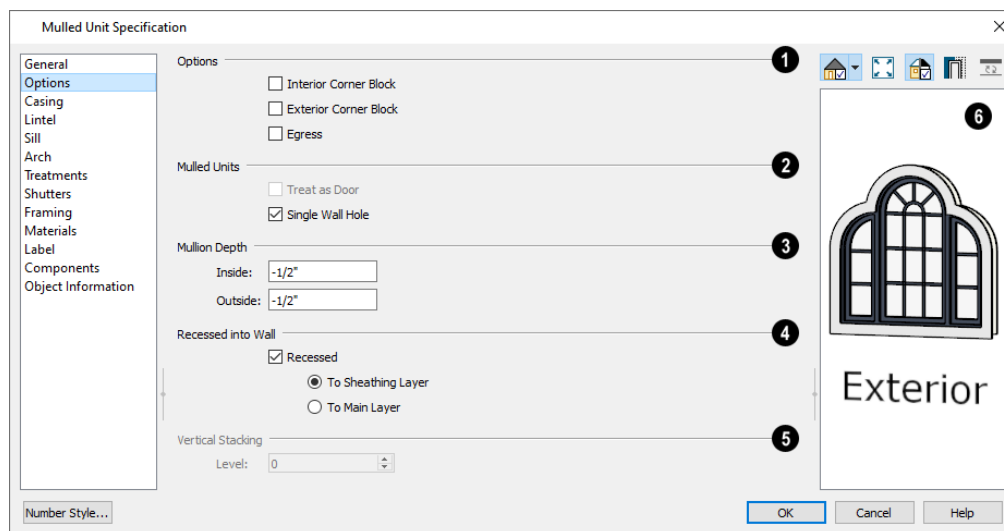 Mulled Unit Specification
General
Options
Casing
Lintel
Sill
Arch
Treatments
Shutters
Framing
Materials
Label
Components
Object Information
Options
1
Interior Corner Block
Exterior Corner Block
Egress
Mulled Units
2
Treat as Door
Single Wall Hole
Mullion Depth
3
Inside: -1/2"
Outside: -1/2"
Recessed into Wall
4
Recessed
To Sheathing Layer
To Main Layer
Vertical Stacking
5
Level: 0
6
Exterior
Number Style...
OK
Cancel
Help